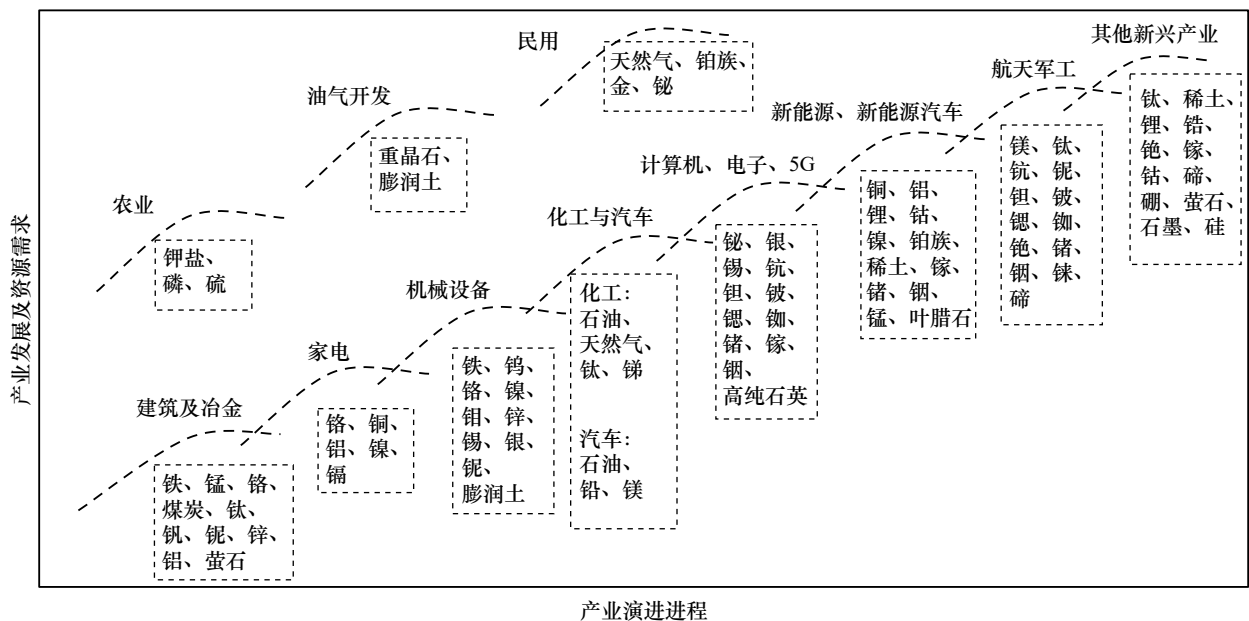 民用
天然气、铂族、
金、铋
油气开发
重晶石、
膨润土
农业
钾盐、
磷、硫
其他新兴产业
钛、稀土、
锂、锆、
铯、镓、
钴、碲、
硼、萤石、
石墨、硅
航天军工
镁、钛、
钪、铌、
钽、铍、
锶、铷、
铯、锗、
铟、铼、
碲
新能源、新能源汽车
铜、铝、
锂、钴、
镍、铂族、
稀土、镓、
锗、铟、
锰、叶腊石
计算机、电子、5G
铋、银、
锡、钪、
钽、铍、
锶、铷、
锗、镓、
铟、
高纯石英
化工与汽车
化工：
石油、
天然气、
钛、锑
汽车：
石油、
铅、镁
机械设备
铁、钨、
铬、镍、
钼、锌、
锡、银、
铌、
膨润土
家电
铬、铜、
铝、镍、
镉
建筑及冶金
铁、锰、铬、
煤炭、钛、
钒、铌、锌、
铝、萤石
产业发展及资源需求
产业演进进程